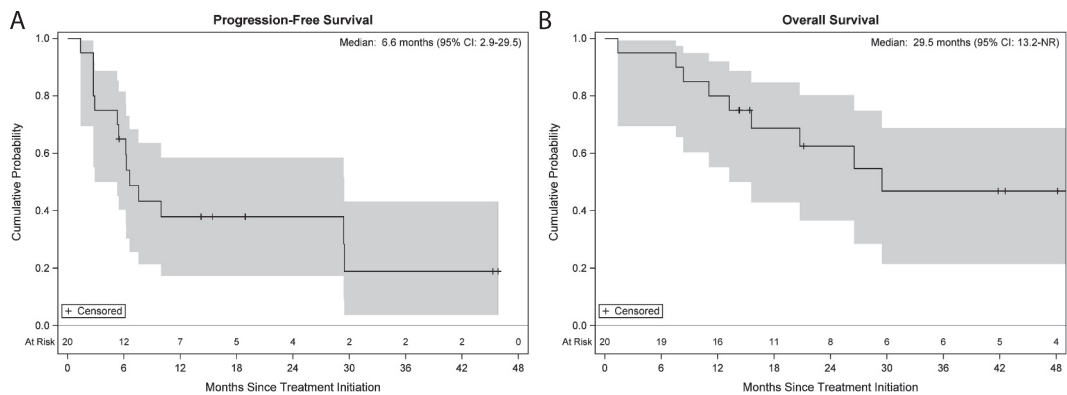 A
Progression-Free Survival
Median: 6.6 months (95% CI: 2.9-29.5)
Cumulative Probability
1.0
0.8
0.6
0.4
0.2
0.0
+ Censored
At Risk 20 12 7 5 4 2 2 2 0
0 6 12 18 24 30 36 42 48
Months Since Treatment Initiation
B
Overall Survival
Median: 29.5 months (95% CI: 13.2-NR)
Cumulative Probability
1.0
0.8
0.6
0.4
0.2
0.0
+ Censored
At Risk 20 19 16 11 8 6 6 5 4
0 6 12 18 24 30 36 42 48
Months Since Treatment Initiation